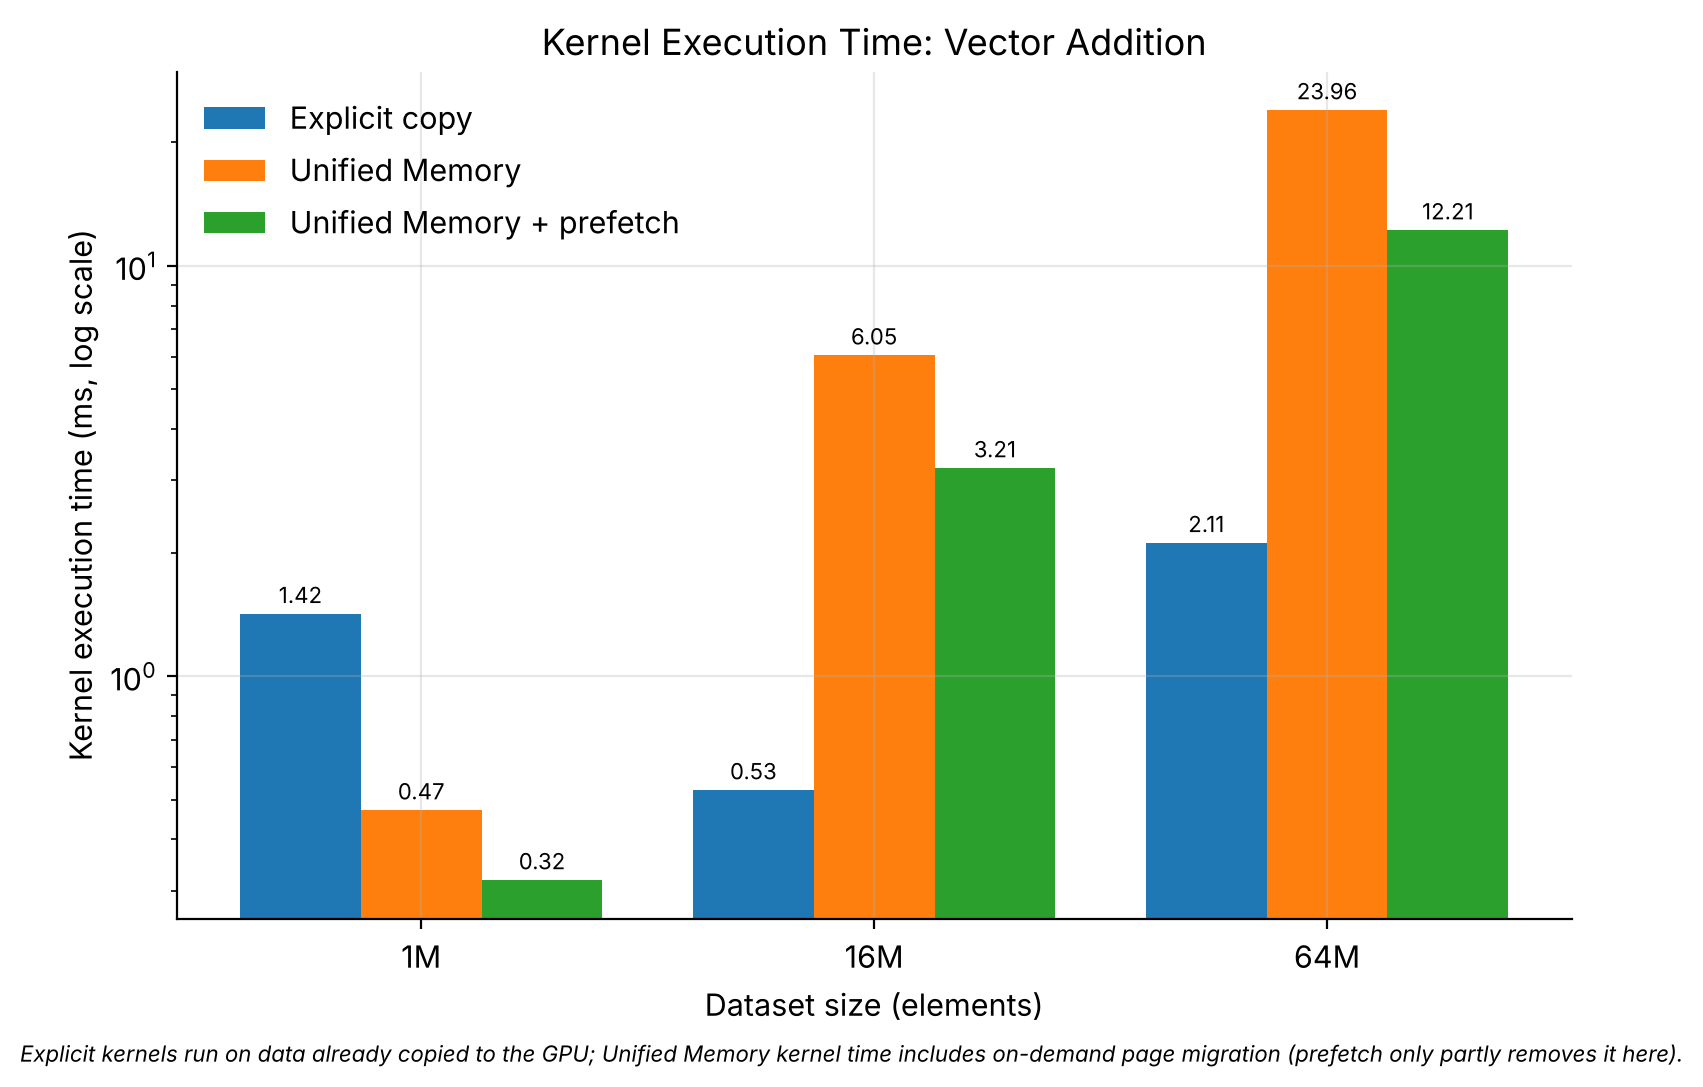 Kernel Execution Time: Vector Addition
Explicit copy
Unified Memory
Unified Memory + prefetch
Kernel execution time (ms, log scale)
10¹
10⁰
1.42
0.47
0.32
0.53
6.05
3.21
2.11
23.96
12.21
1M
16M
64M
Dataset size (elements)
Explicit kernels run on data already copied to the GPU; Unified Memory kernel time includes on-demand page migration (prefetch only partly removes it here).